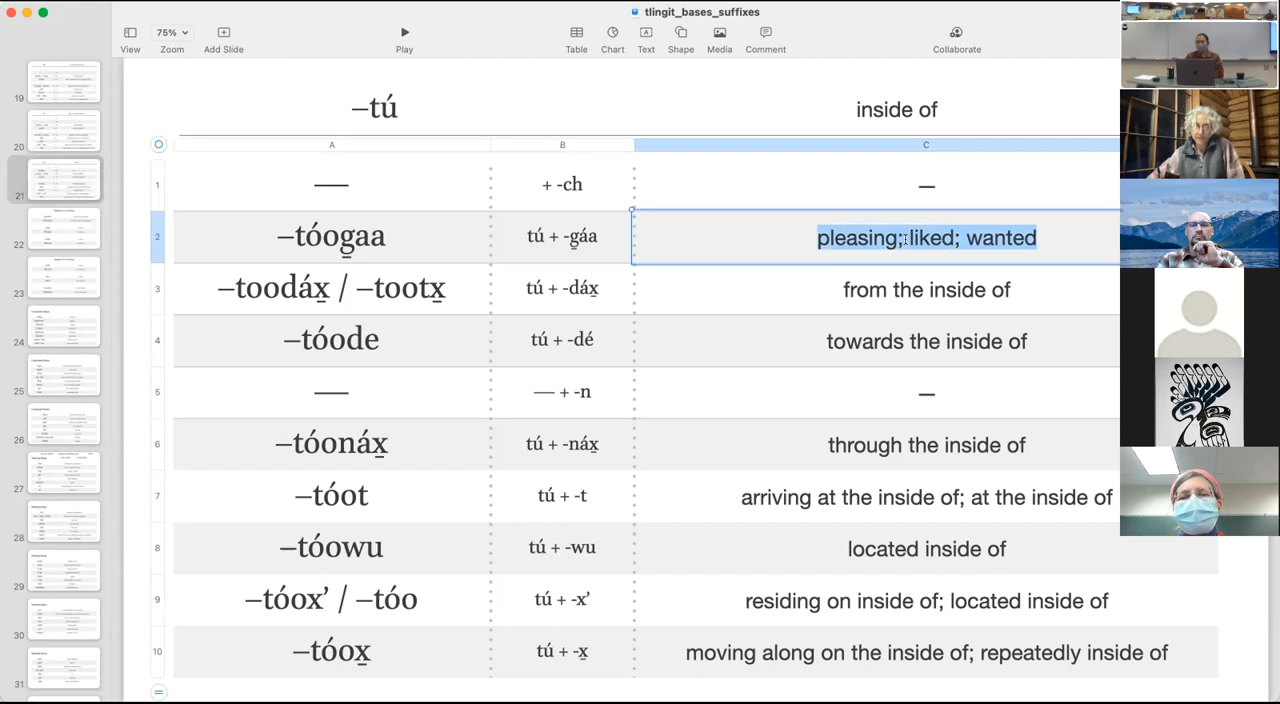 tlingit_bases_suffixes
75%
View Zoom Add Slide Play Table Chart Text Shape Media Comment Collaborate
–tú inside of
A B C
+ -ch —
2 –tóog̲aa tú + -g̲áa pleasing; liked; wanted
3 –toodáx̲ / –tootx̲ tú + -dáx̲ from the inside of
4 –tóode tú + -dé towards the inside of
5 — — + -n —
6 –tóonáx̲ tú + -náx̲ through the inside of
7 –tóot tú + -t arriving at the inside of; at the inside of
8 –tóowu tú + -wu located inside of
9 –tóox' / –tóo tú + -x' residing on inside of; located inside of
10 –tóox̲ tú + -x̲ moving along on the inside of; repeatedly inside of
19
20
21
22
23
24
25
26
27
28
29
30
31